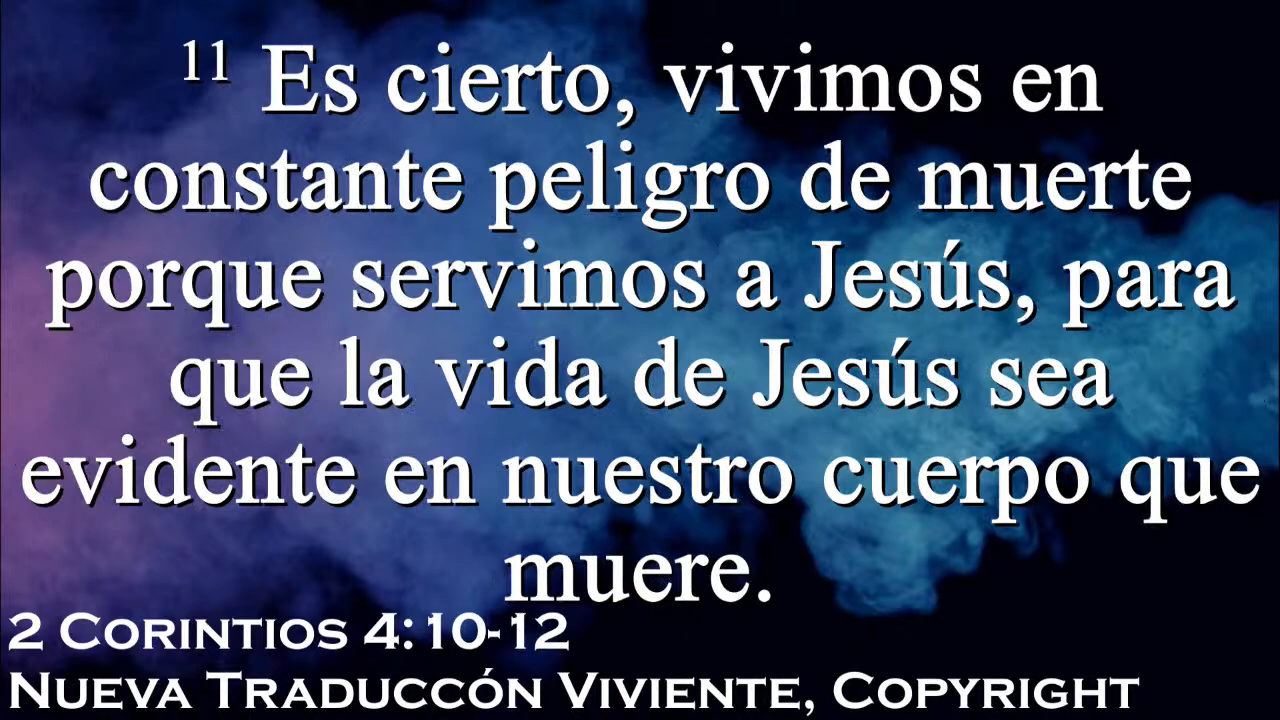 11 Es cierto, vivimos en
constante peligro de muerte
porque servimos a Jesús, para
que la vida de Jesús sea
evidente en nuestro cuerpo que
muere.
2 Corintios 4:10-12
Nueva Traduccón Viviente, Copyright